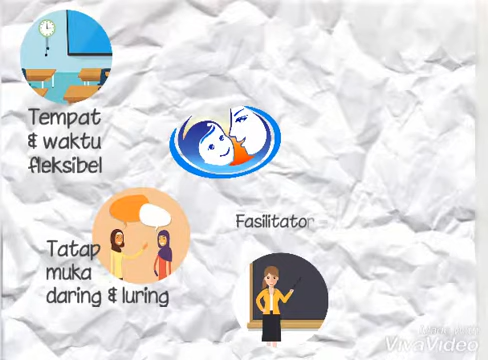 Tempat
& waktu
fleksibel
Fasilitator
Tatap
muka
daring & luring
VivaVideo